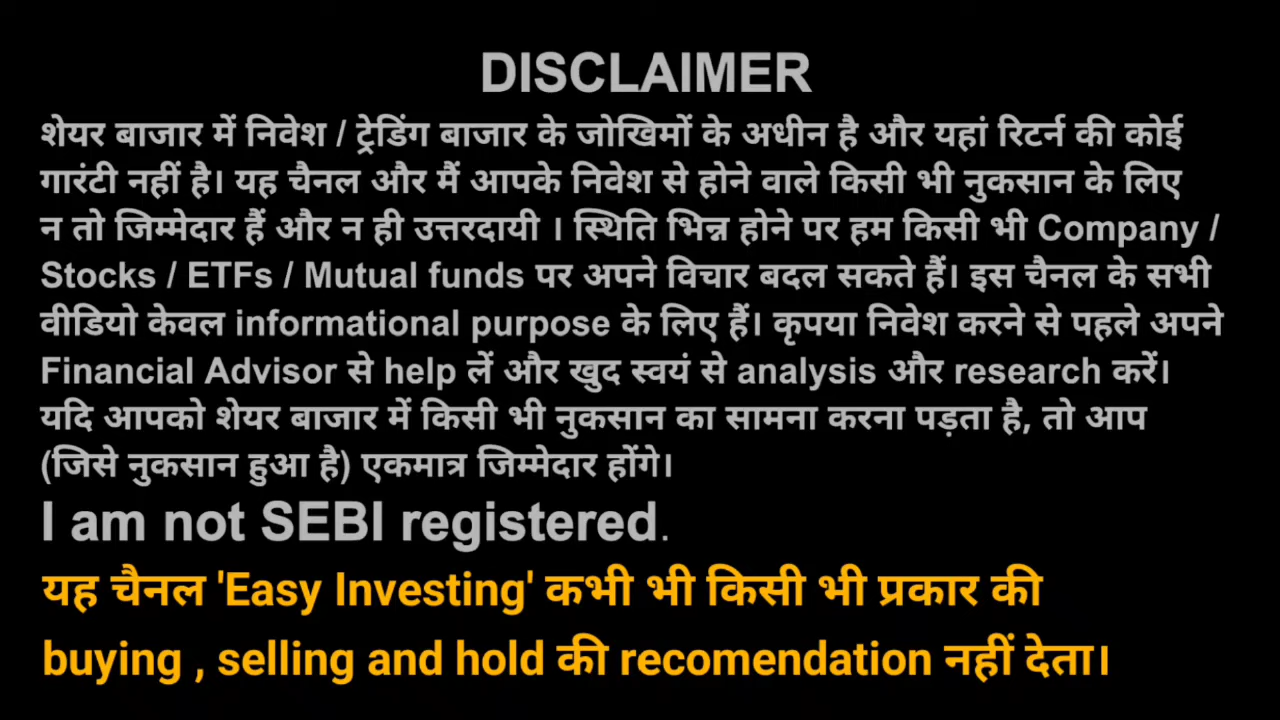 DISCLAIMER
शेयर बाजार में निवेश / ट्रेडिंग बाजार के जोखिमों के अधीन है और यहां रिटर्न की कोई
गारंटी नहीं है। यह चैनल और मैं आपके निवेश से होने वाले किसी भी नुकसान के लिए
न तो जिम्मेदार हैं और न ही उत्तरदायी । स्थिति भिन्न होने पर हम किसी भी Company /
Stocks / ETFs / Mutual funds पर अपने विचार बदल सकते हैं। इस चैनल के सभी
वीडियो केवल informational purpose के लिए हैं। कृपया निवेश करने से पहले अपने
Financial Advisor से help लें और खुद स्वयं से analysis और research करें।
यदि आपको शेयर बाजार में किसी भी नुकसान का सामना करना पड़ता है, तो आप
(जिसे नुकसान हुआ है) एकमात्र जिम्मेदार होंगे।
I am not SEBI registered.
यह चैनल 'Easy Investing' कभी भी किसी भी प्रकार की
buying , selling and hold की recomendation नहीं देता।